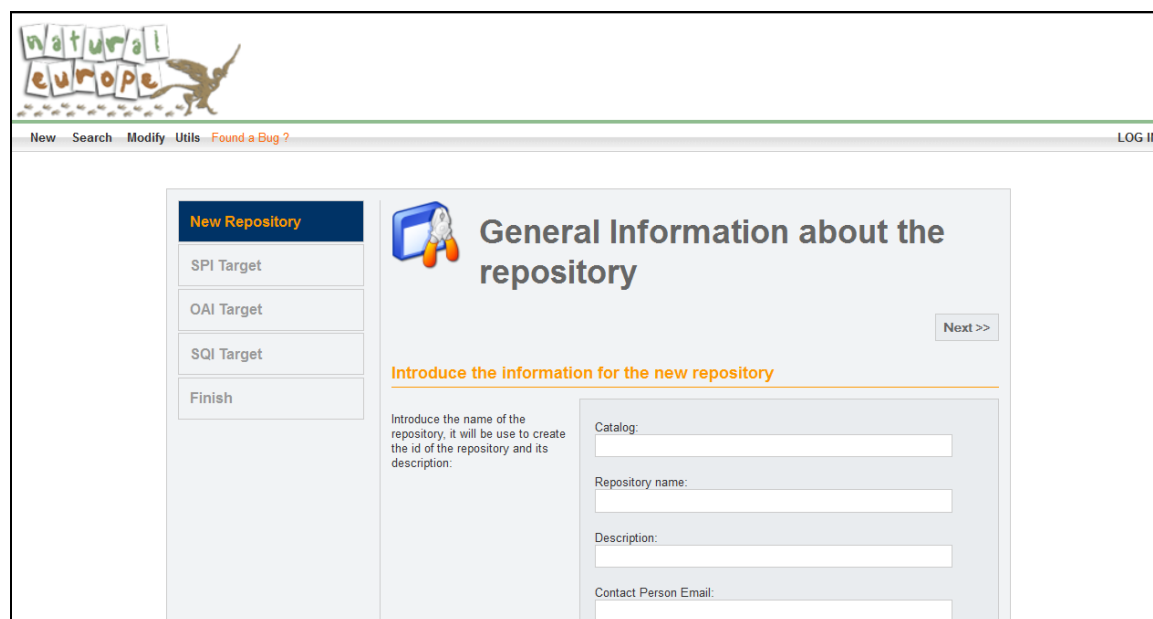 natural
europe
New Search Modify Utils Found a Bug ?
LOG IN
New Repository
SPI Target
OAI Target
SQI Target
Finish
General Information about the
repository
Next >>
Introduce the information for the new repository
Introduce the name of the
repository, it will be use to create
the id of the repository and its
description:
Catalog:
Repository name:
Description:
Contact Person Email: